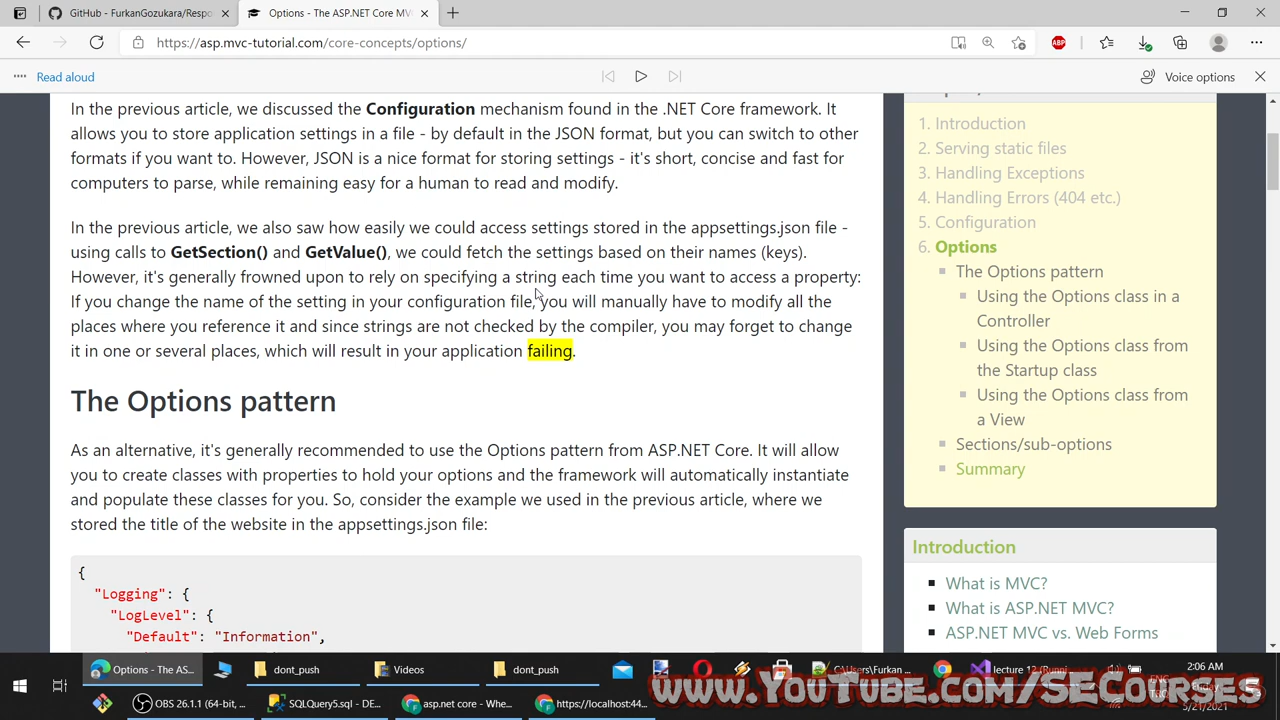 GitHub - FurkanGozukara/Respo
Options - The ASP.NET Core MVC
https://asp.mvc-tutorial.com/core-concepts/options/
ABP
Read aloud
Voice options
In the previous article, we discussed the Configuration mechanism found in the .NET Core framework. It
allows you to store application settings in a file - by default in the JSON format, but you can switch to other
formats if you want to. However, JSON is a nice format for storing settings - it's short, concise and fast for
computers to parse, while remaining easy for a human to read and modify.
In the previous article, we also saw how easily we could access settings stored in the appsettings.json file -
using calls to GetSection() and GetValue(), we could fetch the settings based on their names (keys).
However, it's generally frowned upon to rely on specifying a string each time you want to access a property:
If you change the name of the setting in your configuration file, you will manually have to modify all the
places where you reference it and since strings are not checked by the compiler, you may forget to change
it in one or several places, which will result in your application failing.
The Options pattern
As an alternative, it's generally recommended to use the Options pattern from ASP.NET Core. It will allow
you to create classes with properties to hold your options and the framework will automatically instantiate
and populate these classes for you. So, consider the example we used in the previous article, where we
stored the title of the website in the appsettings.json file:
{
"Logging": {
"LogLevel": {
"Default": "Information",
1. Introduction
2. Serving static files
3. Handling Exceptions
4. Handling Errors (404 etc.)
5. Configuration
6. Options
The Options pattern
Using the Options class in a
Controller
Using the Options class from
the Startup class
Using the Options class from
a View
Sections/sub-options
Summary
Introduction
What is MVC?
What is ASP.NET MVC?
ASP.NET MVC vs. Web Forms
Options - The AS...
dont_push
Videos
dont_push
C:\Users\Furkan ...
lecture 12 (Runni...
2:06 AM
Friday
5/21/2021
OBS 26.1.1 (64-bit, ...
SQLQuery5.sql - DE...
asp.net core - Whe...
https://localhost:44...
www.YouTube.com/SECourses